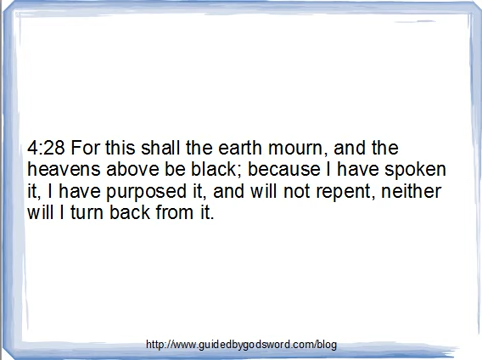 4:28 For this shall the earth mourn, and the
heavens above be black; because I have spoken
it, I have purposed it, and will not repent, neither
will I turn back from it.
http://www.guidedbygodsword.com/blog